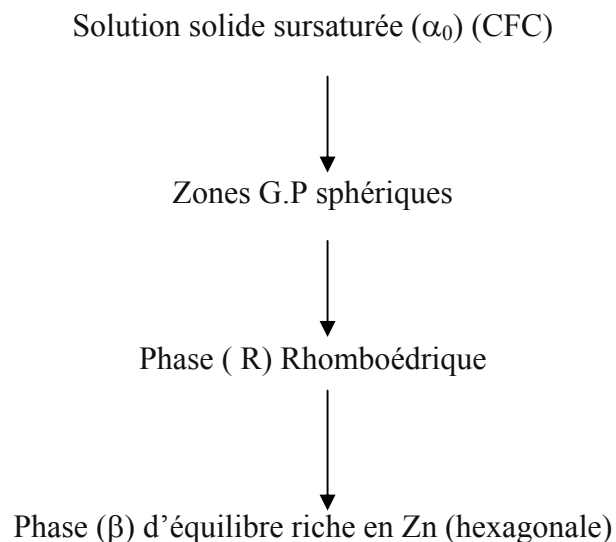 Solution solide sursaturée (α₀) (CFC)
Zones G.P sphériques
Phase ( R) Rhomboédrique
Phase (β) d’équilibre riche en Zn (hexagonale)